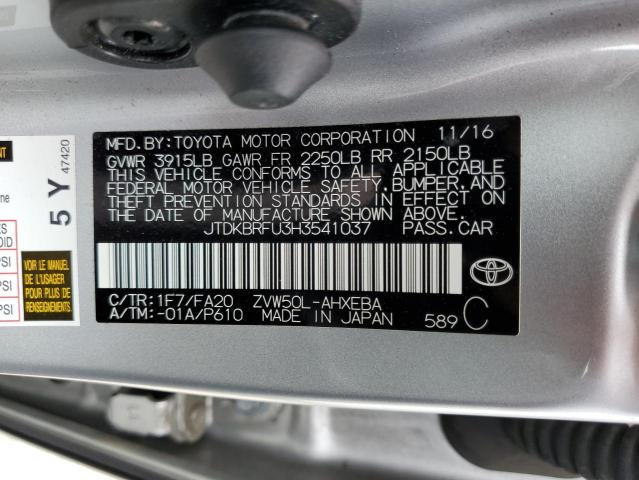 MFD.BY:TOYOTA MOTOR CORPORATION 11/16
GVWR 3915LB GAWR FR 2250LB RR 2150LB
THIS VEHICLE CONFORMS TO ALL APPLICABLE
FEDERAL MOTOR VEHICLE SAFETY,BUMPER,AND
THEFT PREVENTION STANDARDS IN EFFECT ON
THE DATE OF MANUFACTURE SHOWN ABOVE.
JTDKBRFU3H3541037 PASS.CAR
C/TR:1F7/FA20 ZVW50L-AHXEBA
A/TM:-01A/P610 MADE IN JAPAN 589 C
TOYOTA
5 Y 47420
VOIR LE MANUEL
DE L'USAGER
POUR PLUS DE
RENSEIGNEMENTS